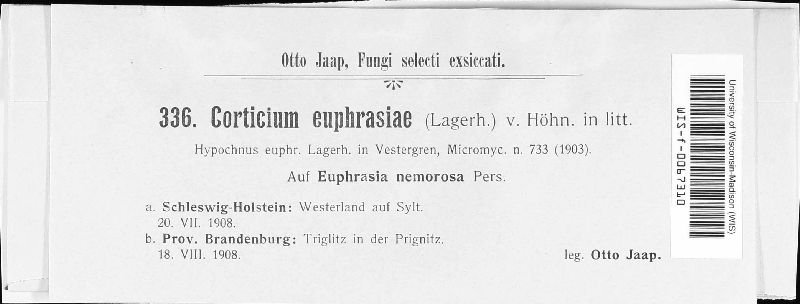 Otto Jaap, Fungi selecti exsiccati.
336. Corticium euphrasiae (Lagerh.) v. Höhn. in litt.
Hypochnus euphr. Lagerh. in Vestergren, Micromyc. n. 733 (1903).
Auf Euphrasia nemorosa Pers.
a. Schleswig-Holstein: Westerland auf Sylt.
20. VII. 1908.
b. Prov. Brandenburg: Triglitz in der Prignitz.
18. VIII. 1908.
leg. Otto Jaap.
University of Wisconsin-Madison (WIS)
WIS-f-0097310